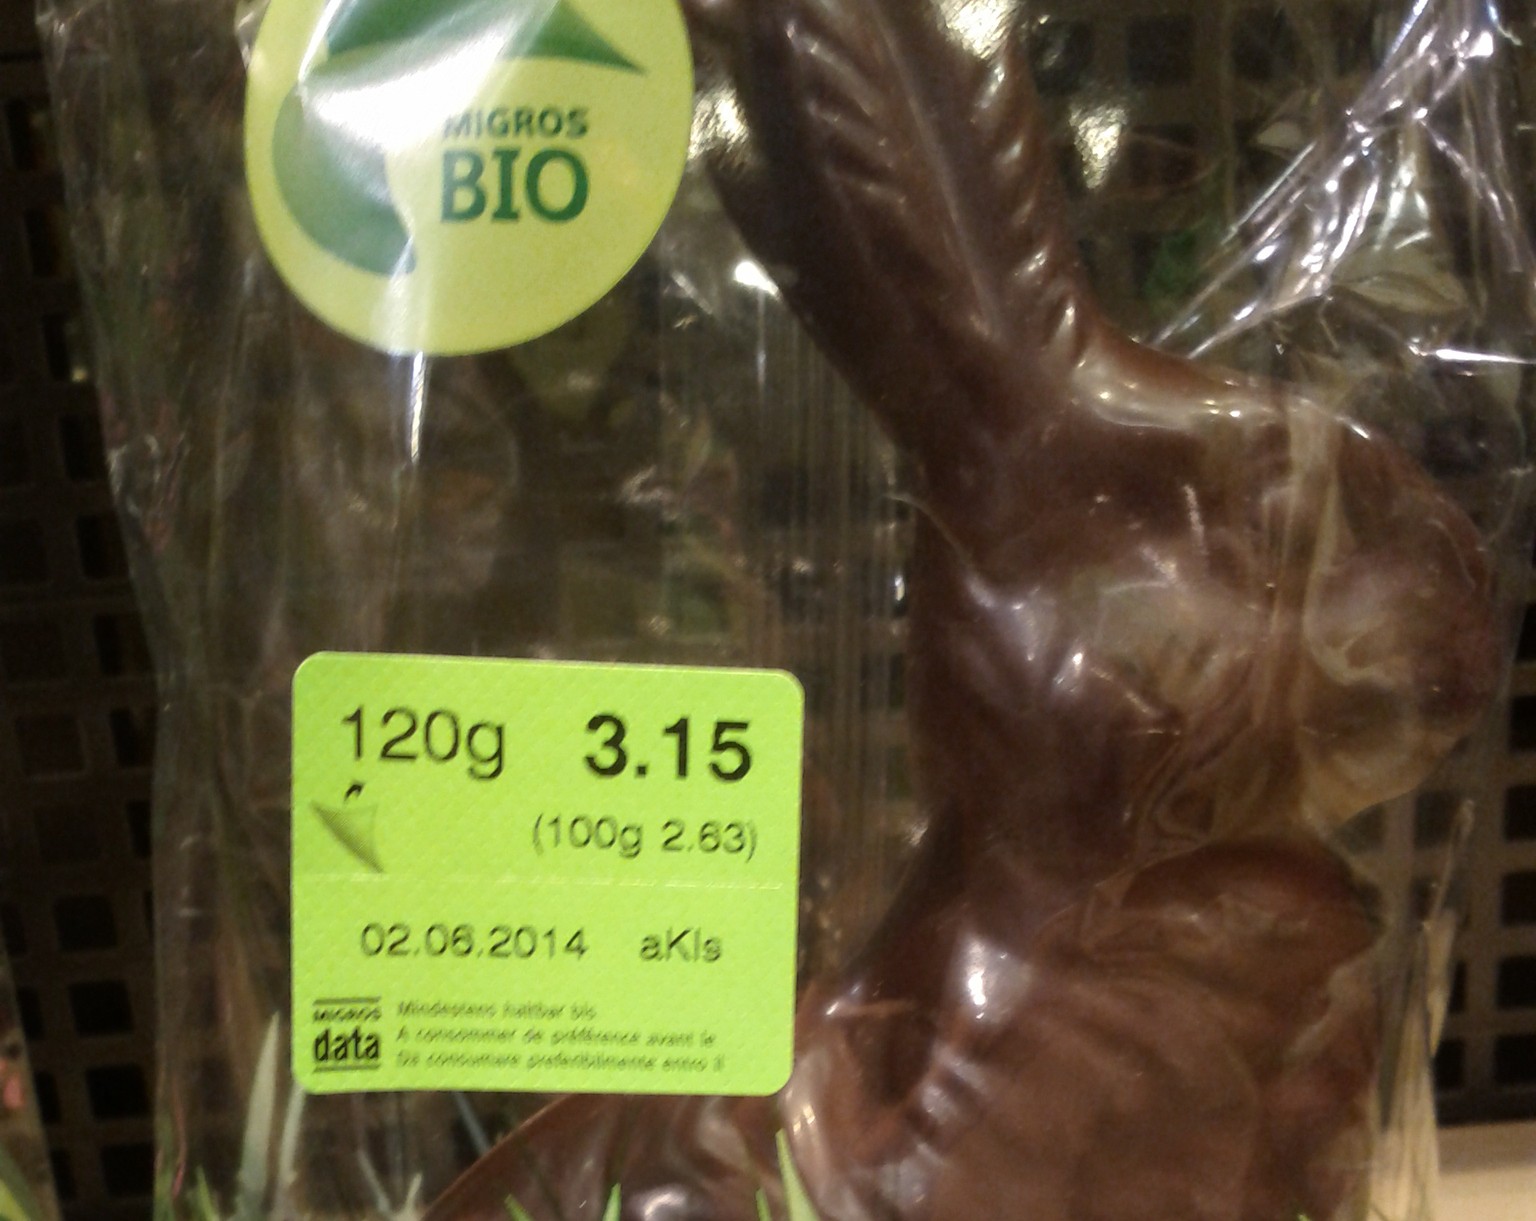 MIGROS
BIO
120g 3.15
(100g 2.63)
02.06.2014 aKls
MIGROS
data
Mindestens haltbar bis
A consommer de préférence avant le
Da consumare preferibilmente entro il